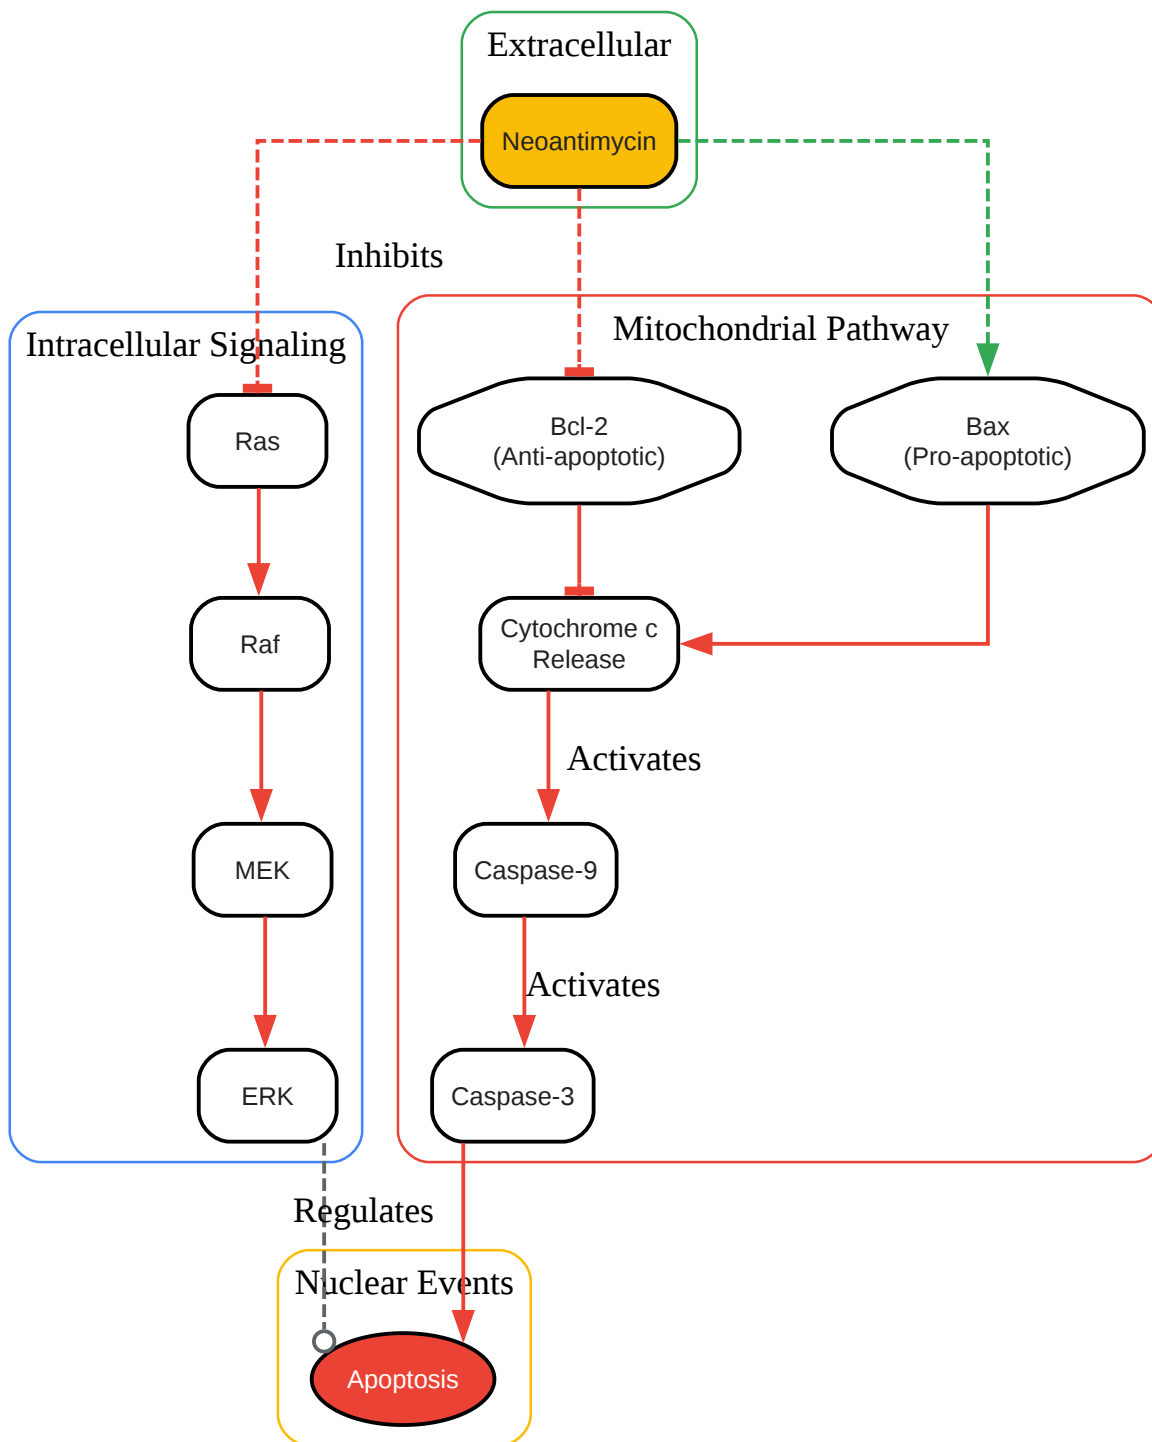 Extracellular
Neoantimycin
Inhibits
Intracellular Signaling
Mitochondrial Pathway
Ras
Bcl-2
(Anti-apoptotic)
Bax
(Pro-apoptotic)
Raf
Cytochrome c
Release
Activates
MEK
Caspase-9
Activates
ERK
Caspase-3
Regulates
Nuclear Events
Apoptosis